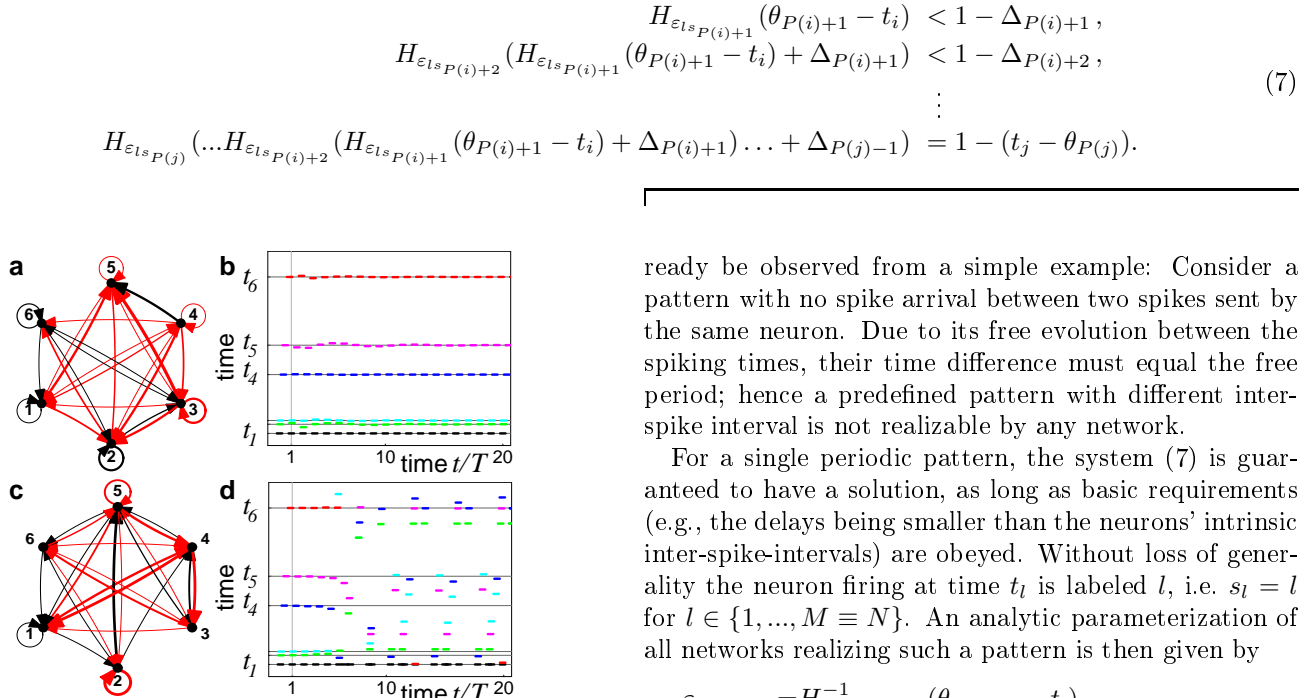 H_{ε_{ls_{P(i)+1}}}(θ_{P(i)+1} − t_i) < 1 − Δ_{P(i)+1} ,
H_{ε_{ls_{P(i)+2}}}(H_{ε_{ls_{P(i)+1}}}(θ_{P(i)+1} − t_i) + Δ_{P(i)+1}) < 1 − Δ_{P(i)+2} ,
⋮
(7)
H_{ε_{ls_{P(j)}}}(...H_{ε_{ls_{P(i)+2}}}(H_{ε_{ls_{P(i)+1}}}(θ_{P(i)+1} − t_i) + Δ_{P(i)+1}) . . . + Δ_{P(j)−1}) = 1 − (t_j − θ_{P(j)}).
a
5
6
4
1
3
2
b
t_6
t_5
t_4
t_1
time
1
10
20
time t/T
c
5
6
4
1
3
2
d
t_6
t_5
t_4
t_1
time
1
10
20
time t/T
ready be observed from a simple example: Consider a
pattern with no spike arrival between two spikes sent by
the same neuron. Due to its free evolution between the
spiking times, their time difference must equal the free
period; hence a predefined pattern with different inter-
spike interval is not realizable by any network.
For a single periodic pattern, the system (7) is guar-
anteed to have a solution, as long as basic requirements
(e.g., the delays being smaller than the neurons' intrinsic
inter-spike-intervals) are obeyed. Without loss of gener-
ality the neuron firing at time t_l is labeled l, i.e. s_l = l
for l ∈ {1, ..., M ≡ N}. An analytic parameterization of
all networks realizing such a pattern is then given by